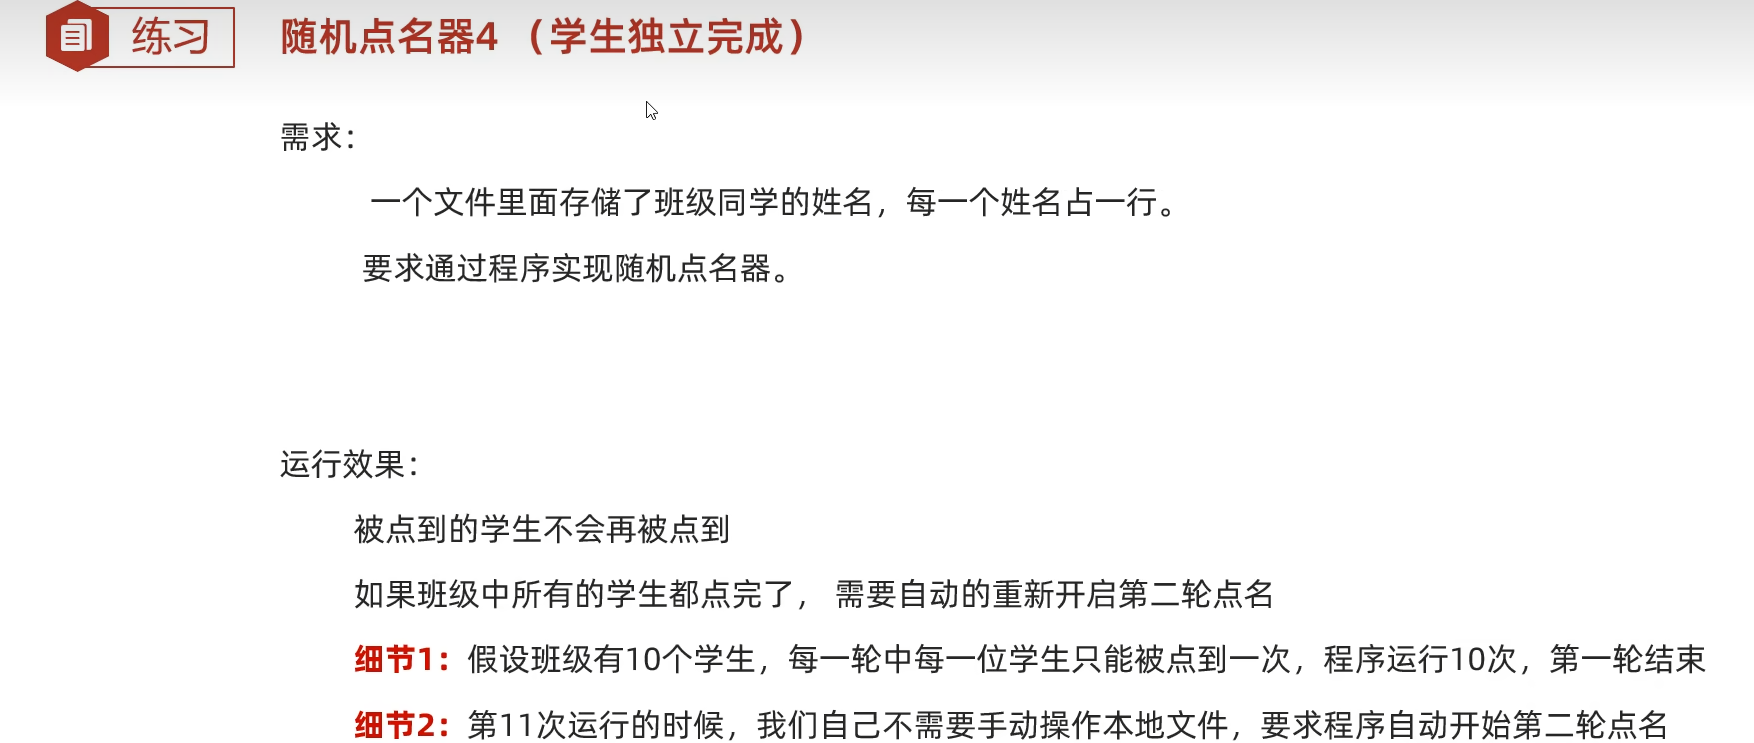 练习
随机点名器4（学生独立完成）
需求：
一个文件里面存储了班级同学的姓名，每一个姓名占一行。
要求通过程序实现随机点名器。
运行效果：
被点到的学生不会再被点到
如果班级中所有的学生都点完了， 需要自动的重新开启第二轮点名
细节1：假设班级有10个学生，每一轮中每一位学生只能被点到一次，程序运行10次，第一轮结束
细节2：第11次运行的时候，我们自己不需要手动操作本地文件，要求程序自动开始第二轮点名